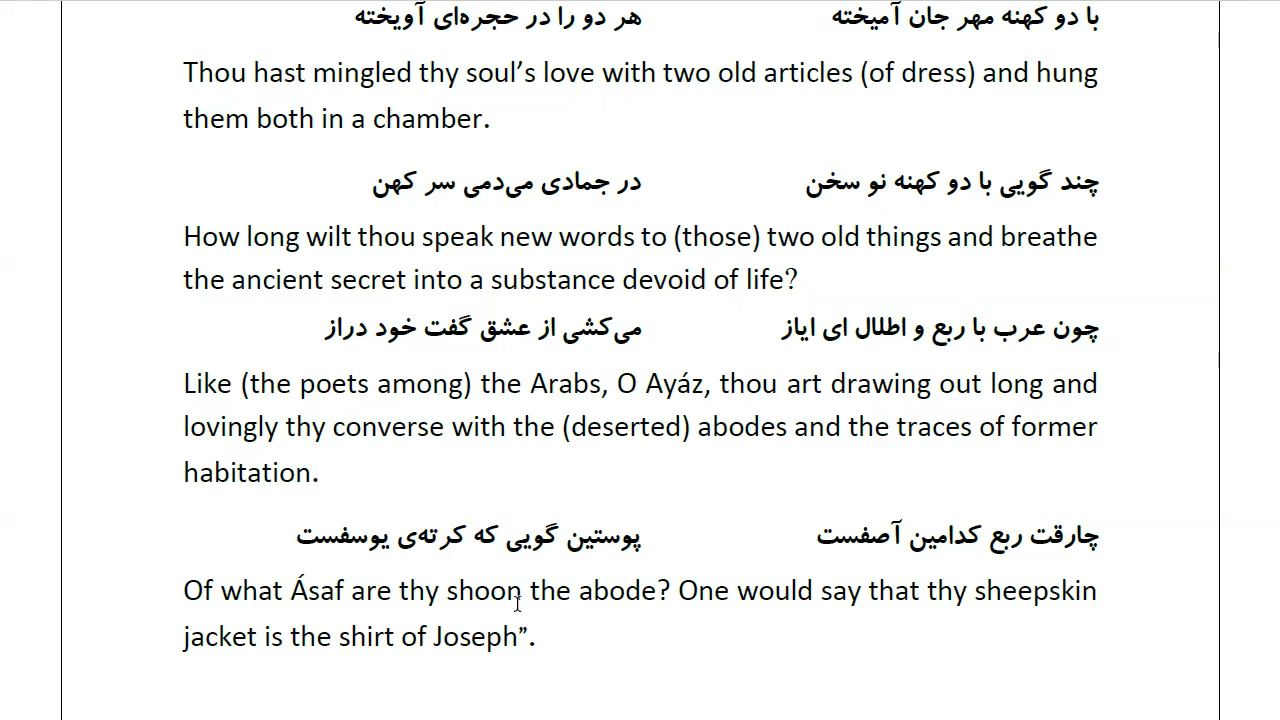 با دو کهنه مهر جان آمیخته هر دو را در حجره‌ای آویخته
Thou hast mingled thy soul’s love with two old articles (of dress) and hung
them both in a chamber.
چند گویی با دو کهنه نو سخن در جمادی می‌دمی سر کهن
How long wilt thou speak new words to (those) two old things and breathe
the ancient secret into a substance devoid of life?
چون عرب با ربع و اطلال ای ایاز می‌کشی از عشق گفت خود دراز
Like (the poets among) the Arabs, O Ayáz, thou art drawing out long and
lovingly thy converse with the (deserted) abodes and the traces of former
habitation.
چارقت ربع کدامین آصفست پوستین گویی که کرته‌ی یوسفست
Of what Ásaf are thy shoon the abode? One would say that thy sheepskin
jacket is the shirt of Joseph”.